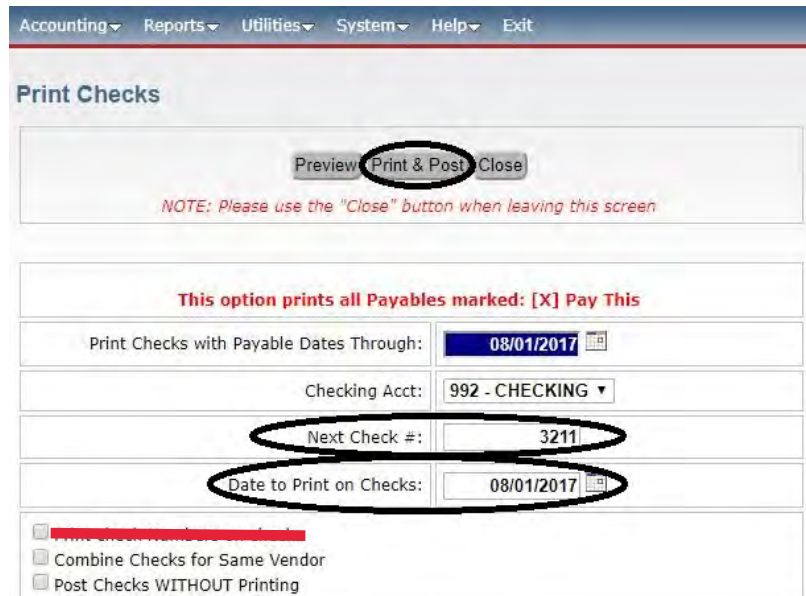 Accounting Reports Utilities System Help Exit
Print Checks
Preview Print & Post Close
NOTE: Please use the "Close" button when leaving this screen
This option prints all Payables marked: [X] Pay This
Print Checks with Payable Dates Through: 08/01/2017
Checking Acct: 992 - CHECKING
Next Check #: 3211
Date to Print on Checks: 08/01/2017
Combine Checks for Same Vendor
Post Checks WITHOUT Printing